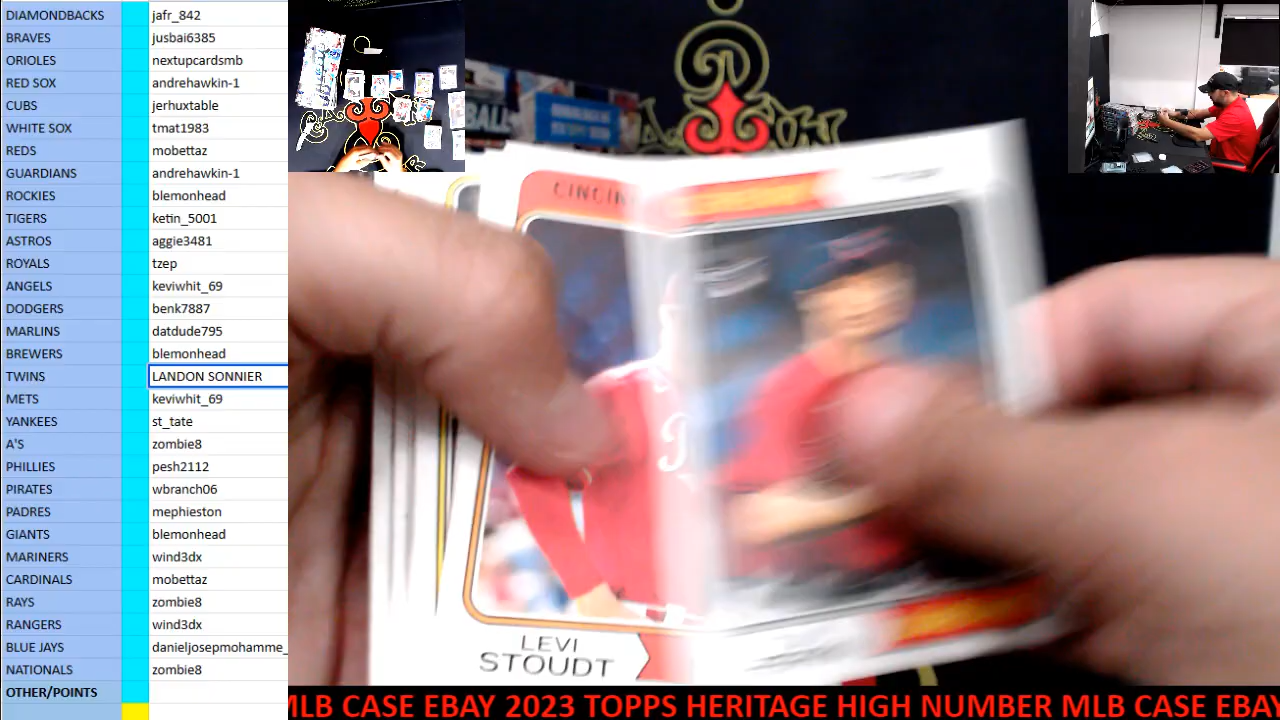 DIAMONDBACKS jafr_842
BRAVES jusbai6385
ORIOLES nextupcardsmb
RED SOX andrehawkin-1
CUBS jerhuxtable
WHITE SOX tmat1983
REDS mobettaz
GUARDIANS andrehawkin-1
ROCKIES blemonhead
TIGERS ketin_5001
ASTROS aggie3481
ROYALS tzep
ANGELS keviwhit_69
DODGERS benk7887
MARLINS datdude795
BREWERS blemonhead
TWINS LANDON SONNIER
METS keviwhit_69
YANKEES st_tate
A'S zombie8
PHILLIES pesh2112
PIRATES wbranch06
PADRES mephieston
GIANTS blemonhead
MARINERS wind3dx
CARDINALS mobettaz
RAYS zombie8
RANGERS wind3dx
BLUE JAYS danieljosepmohamme_
NATIONALS zombie8
OTHER/POINTS
CINCIN
LEVI
STOUDT
MLB CASE EBAY 2023 TOPPS HERITAGE HIGH NUMBER MLB CASE EBAY